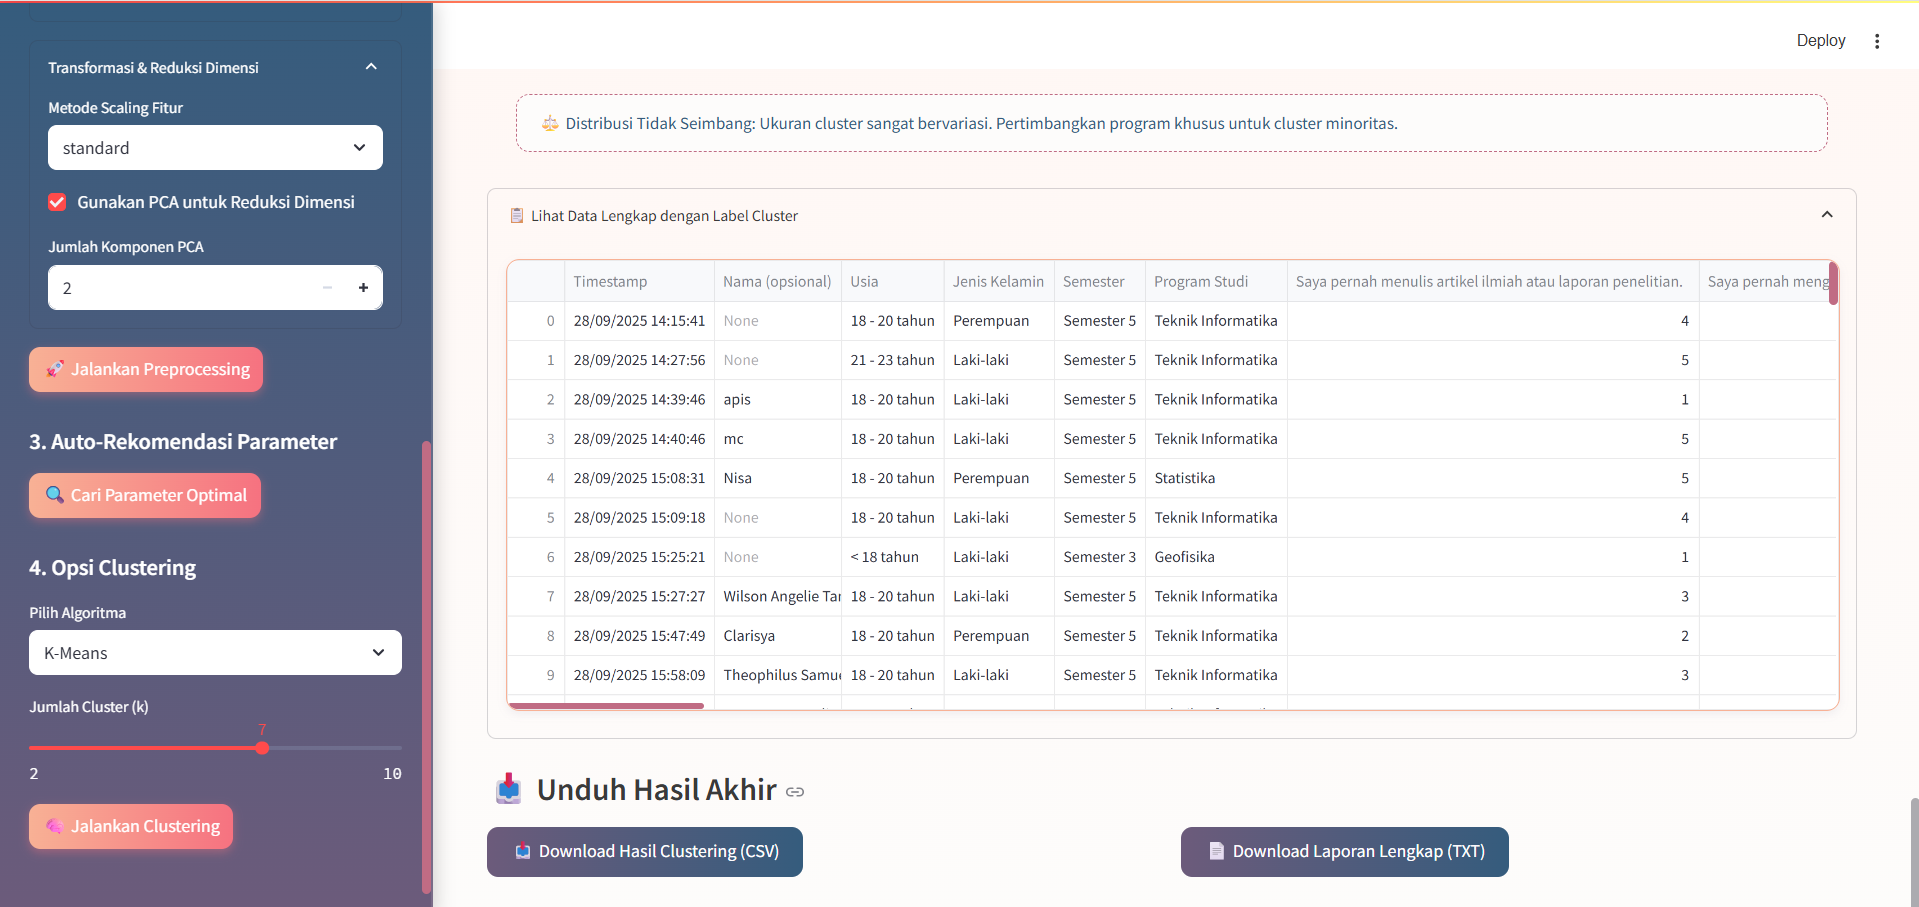 Transformasi & Reduksi Dimensi
Metode Scaling Fitur
standard
Gunakan PCA untuk Reduksi Dimensi
Jumlah Komponen PCA
2
Jalankan Preprocessing
3. Auto-Rekomendasi Parameter
Cari Parameter Optimal
4. Opsi Clustering
Pilih Algoritma
K-Means
Jumlah Cluster (k)
7
2 10
Jalankan Clustering
Deploy
Distribusi Tidak Seimbang: Ukuran cluster sangat bervariasi. Pertimbangkan program khusus untuk cluster minoritas.
Lihat Data Lengkap dengan Label Cluster
Timestamp Nama (opsional) Usia Jenis Kelamin Semester Program Studi Saya pernah menulis artikel ilmiah atau laporan penelitian. Saya pernah meng
0 28/09/2025 14:15:41 None 18 - 20 tahun Perempuan Semester 5 Teknik Informatika 4
1 28/09/2025 14:27:56 None 21 - 23 tahun Laki-laki Semester 5 Teknik Informatika 5
2 28/09/2025 14:39:46 apis 18 - 20 tahun Laki-laki Semester 5 Teknik Informatika 1
3 28/09/2025 14:40:46 mc 18 - 20 tahun Laki-laki Semester 5 Teknik Informatika 5
4 28/09/2025 15:08:31 Nisa 18 - 20 tahun Perempuan Semester 5 Statistika 5
5 28/09/2025 15:09:18 None 18 - 20 tahun Laki-laki Semester 5 Teknik Informatika 4
6 28/09/2025 15:25:21 None < 18 tahun Laki-laki Semester 3 Geofisika 1
7 28/09/2025 15:27:27 Wilson Angelie Tar 18 - 20 tahun Laki-laki Semester 5 Teknik Informatika 3
8 28/09/2025 15:47:49 Clarisya 18 - 20 tahun Perempuan Semester 5 Teknik Informatika 2
9 28/09/2025 15:58:09 Theophilus Samu 18 - 20 tahun Laki-laki Semester 5 Teknik Informatika 3
Unduh Hasil Akhir
Download Hasil Clustering (CSV)
Download Laporan Lengkap (TXT)